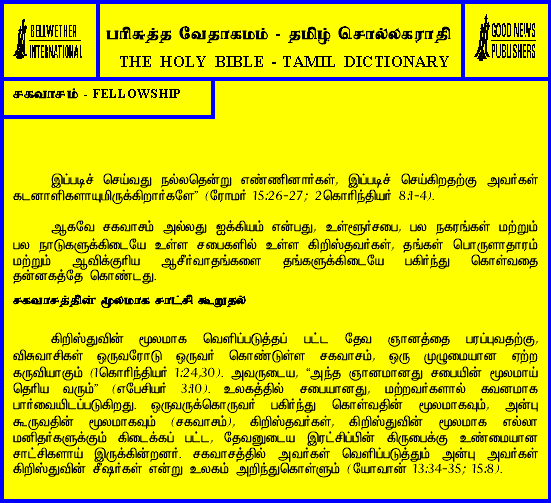 BELLWETHER
INTERNATIONAL
பரிசுத்த வேதாகமம் - தமிழ் சொல்லகராதி
THE HOLY BIBLE - TAMIL DICTIONARY
GOOD NEWS
PUBLISHERS
சகவாசம் - FELLOWSHIP
இப்படிச் செய்வது நல்லதென்று எண்ணினார்கள், இப்படிச் செய்கிறதற்கு அவர்கள்
கடனாளிகளாயுமிருக்கிறார்களே" (ரோமர் 15:26-27; 2கொரிந்தியர் 8:1-4).
ஆகவே சகவாசம் அல்லது ஐக்கியம் என்பது, உள்ளூர்சபை, பல நகரங்கள் மற்றும்
பல நாடுகளுக்கிடையே உள்ள சபைகளில் உள்ள கிறிஸ்தவர்கள், தங்கள் பொருளாதாரம்
மற்றும் ஆவிக்குரிய ஆசீர்வாதங்களை தங்களுக்கிடையே பகிர்ந்து கொள்வதை
தன்னகத்தே கொண்டது.
சகவாசத்தின் மூலமாக சாட்சி கூறுதல்
கிறிஸ்துவின் மூலமாக வெளிப்படுத்தப் பட்ட தேவ ஞானத்தை பரப்புவதற்கு,
விசுவாசிகள் ஒருவரோடு ஒருவர் கொண்டுள்ள சகவாசம், ஒரு முழுமையான ஏற்ற
கருவியாகும் (1கொரிந்தியர் 1:24,30). அவருடைய, "அந்த ஞானமானது சபையின் மூலமாய்
தெரிய வரும்" (எபேசியர் 3:10). உலகத்தில் சபையானது, மற்றவர்களால் கவனமாக
பார்வையிடப்படுகிறது. ஒருவருக்கொருவர் பகிர்ந்து கொள்வதின் மூலமாகவும், அன்பு
கூருவதின் மூலமாகவும் (சகவாசம்), கிறிஸ்தவர்கள், கிறிஸ்துவின் மூலமாக எல்லா
மனிதர்களுக்கும் கிடைக்கப் பட்ட, தேவனுடைய இரட்சிப்பின் கிருபைக்கு உண்மையான
சாட்சிகளாய் இருக்கின்றனர். சகவாசத்தில் அவர்கள் வெளிப்படுத்தும் அன்பு அவர்கள்
கிறிஸ்துவின் சீஷர்கள் என்று உலகம் அறிந்துகொள்ளும் (யோவான் 13:34-35; 15:8).